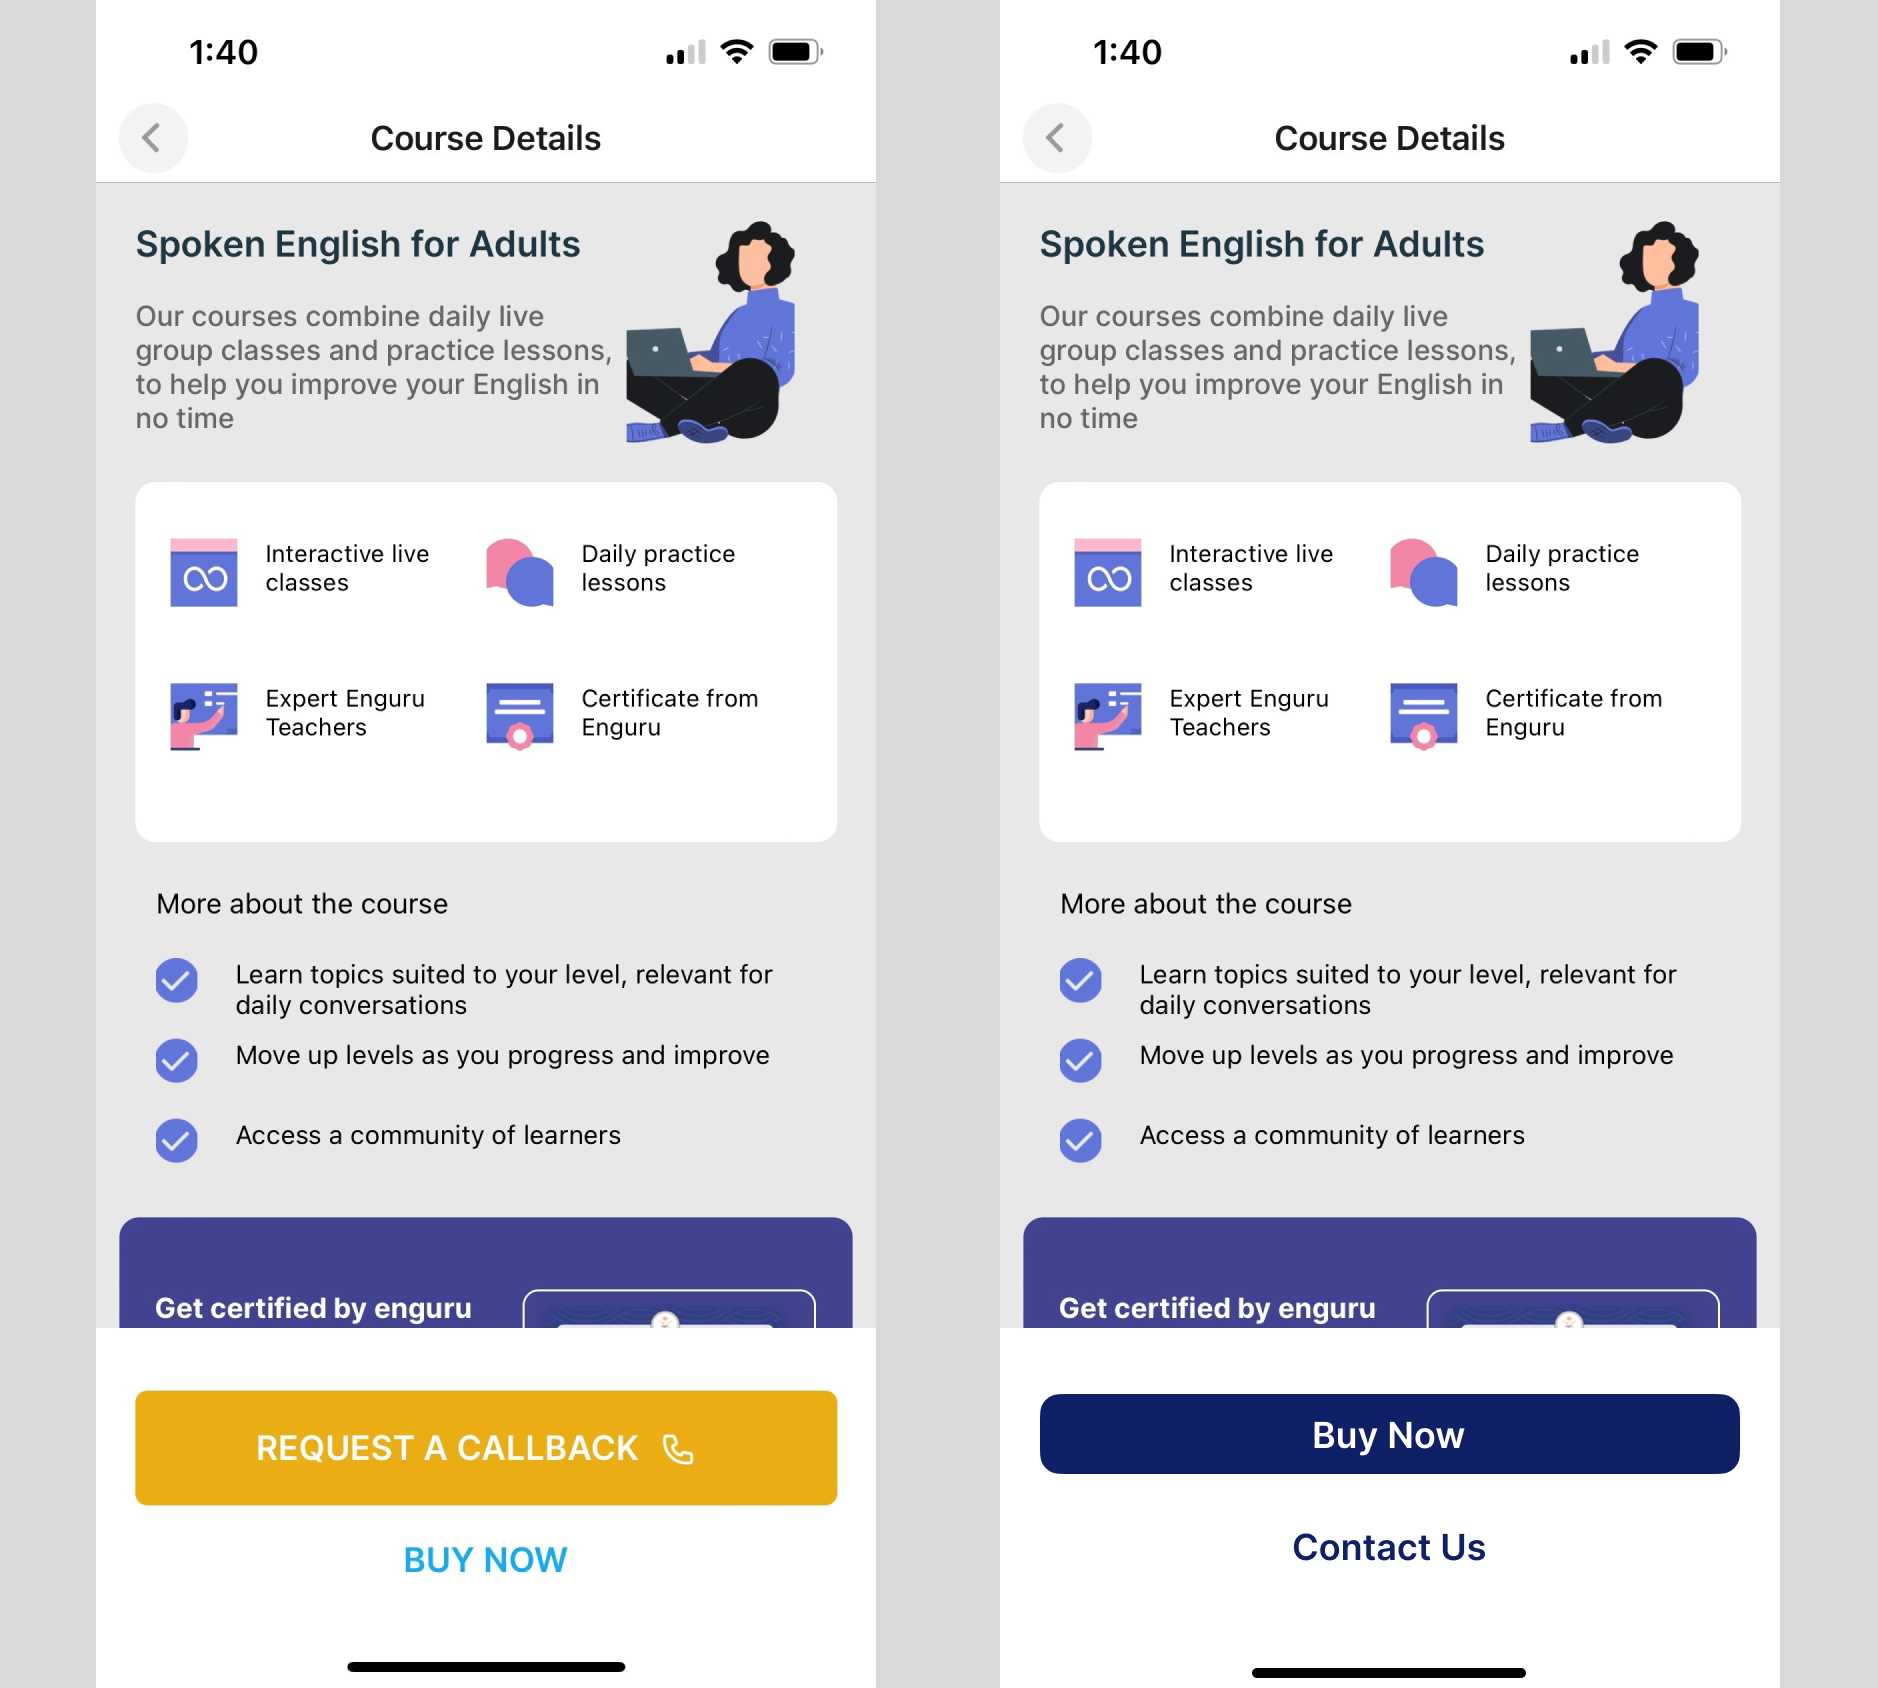 1:40
Course Details
Spoken English for Adults
Our courses combine daily live
group classes and practice lessons,
to help you improve your English in
no time
Interactive live
classes
Daily practice
lessons
Expert Enguru
Teachers
Certificate from
Enguru
More about the course
Learn topics suited to your level, relevant for
daily conversations
Move up levels as you progress and improve
Access a community of learners
Get certified by enguru
REQUEST A CALLBACK
BUY NOW
1:40
Course Details
Spoken English for Adults
Our courses combine daily live
group classes and practice lessons,
to help you improve your English in
no time
Interactive live
classes
Daily practice
lessons
Expert Enguru
Teachers
Certificate from
Enguru
More about the course
Learn topics suited to your level, relevant for
daily conversations
Move up levels as you progress and improve
Access a community of learners
Get certified by enguru
Buy Now
Contact Us